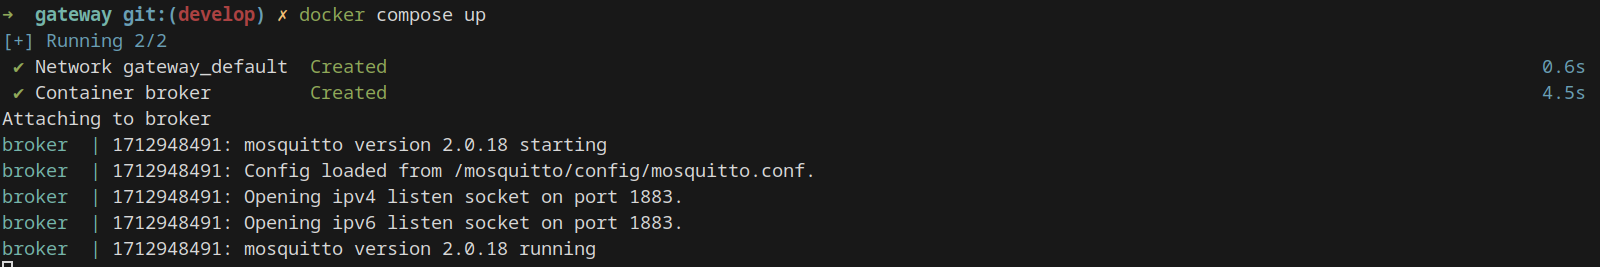 ➜  gateway git:(develop) ✗ docker compose up
[+] Running 2/2
 ✔ Network gateway_default  Created 0.6s
 ✔ Container broker         Created 4.5s
Attaching to broker
broker  | 1712948491: mosquitto version 2.0.18 starting
broker  | 1712948491: Config loaded from /mosquitto/config/mosquitto.conf.
broker  | 1712948491: Opening ipv4 listen socket on port 1883.
broker  | 1712948491: Opening ipv6 listen socket on port 1883.
broker  | 1712948491: mosquitto version 2.0.18 running